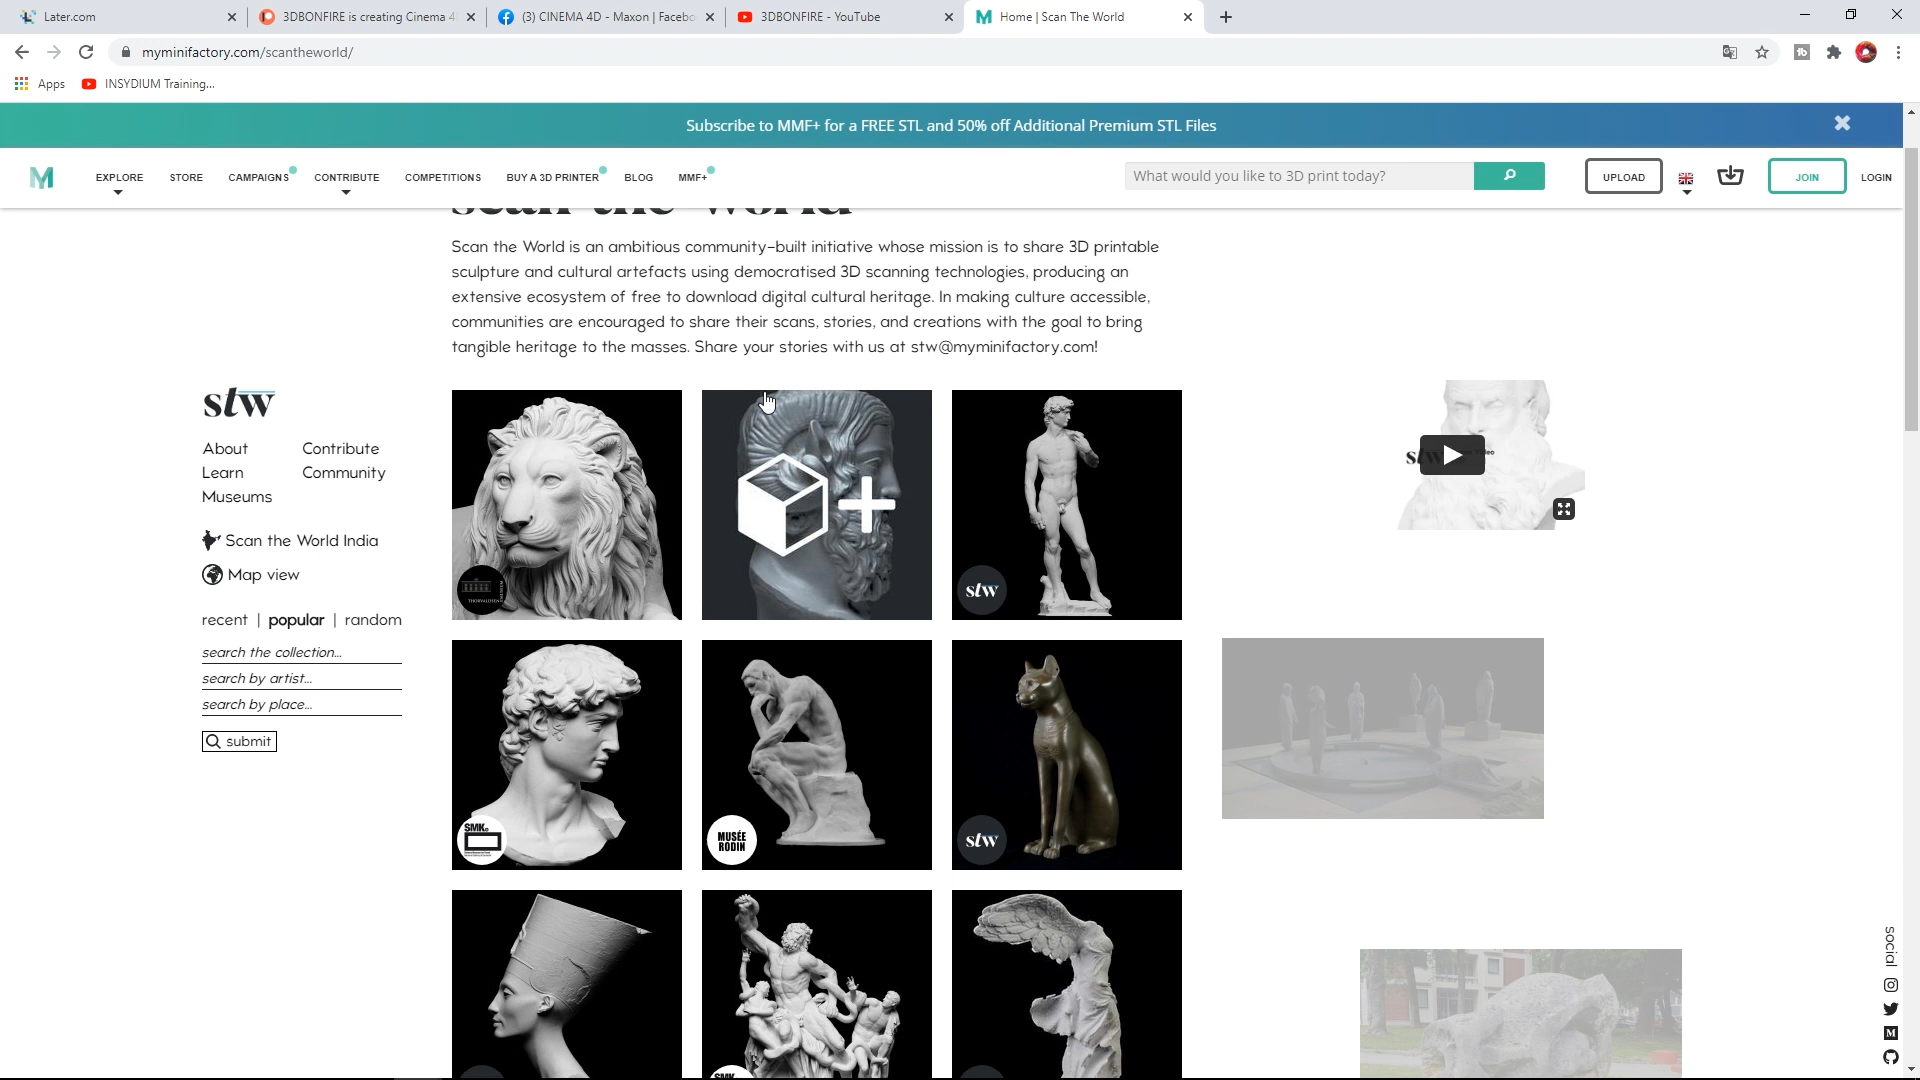 Later.com
3DBONFIRE is creating Cinema 4
(3) CINEMA 4D - Maxon | Facebo
3DBONFIRE - YouTube
Home | Scan The World
myminifactory.com/scantheworld/
Apps
INSYDIUM Training...
Subscribe to MMF+ for a FREE STL and 50% off Additional Premium STL Files
EXPLORE
STORE
CAMPAIGNS
CONTRIBUTE
COMPETITIONS
BUY A 3D PRINTER
BLOG
MMF+
What would you like to 3D print today?
UPLOAD
JOIN
LOGIN
scan the world
Scan the World is an ambitious community-built initiative whose mission is to share 3D printable
sculpture and cultural artefacts using democratised 3D scanning technologies, producing an
extensive ecosystem of free to download digital cultural heritage. In making culture accessible,
communities are encouraged to share their scans, stories, and creations with the goal to bring
tangible heritage to the masses. Share your stories with us at stw@myminifactory.com!
stw
About Contribute
Learn Community
Museums
Scan the World India
Map view
recent | popular | random
search the collection...
search by artist...
search by place...
submit
THORVALDSENS
stw
SMK
MUSÉE
RODIN
stw
SMK
st
Video
social